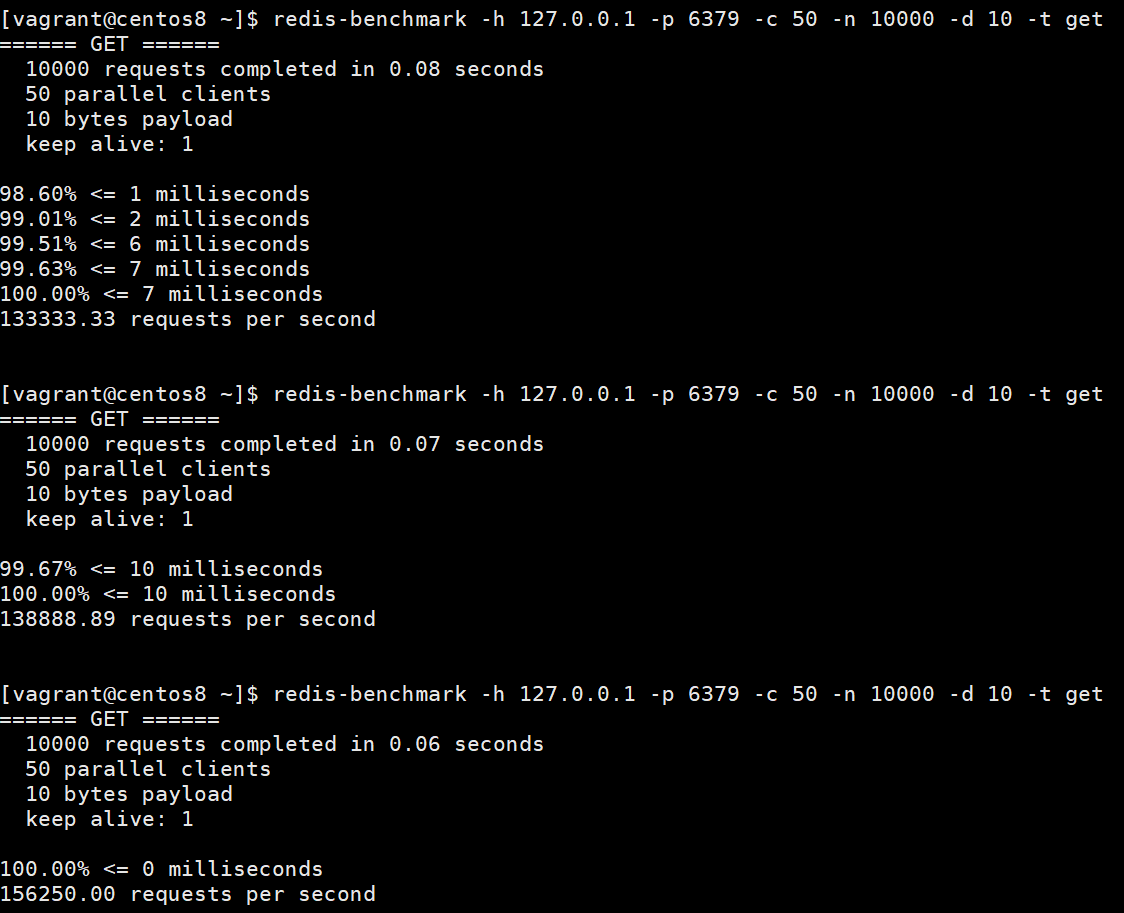 [vagrant@centos8 ~]$ redis-benchmark -h 127.0.0.1 -p 6379 -c 50 -n 10000 -d 10 -t get
====== GET ======
  10000 requests completed in 0.08 seconds
  50 parallel clients
  10 bytes payload
  keep alive: 1

98.60% <= 1 milliseconds
99.01% <= 2 milliseconds
99.51% <= 6 milliseconds
99.63% <= 7 milliseconds
100.00% <= 7 milliseconds
133333.33 requests per second

[vagrant@centos8 ~]$ redis-benchmark -h 127.0.0.1 -p 6379 -c 50 -n 10000 -d 10 -t get
====== GET ======
  10000 requests completed in 0.07 seconds
  50 parallel clients
  10 bytes payload
  keep alive: 1

99.67% <= 10 milliseconds
100.00% <= 10 milliseconds
138888.89 requests per second

[vagrant@centos8 ~]$ redis-benchmark -h 127.0.0.1 -p 6379 -c 50 -n 10000 -d 10 -t get
====== GET ======
  10000 requests completed in 0.06 seconds
  50 parallel clients
  10 bytes payload
  keep alive: 1

100.00% <= 0 milliseconds
156250.00 requests per second